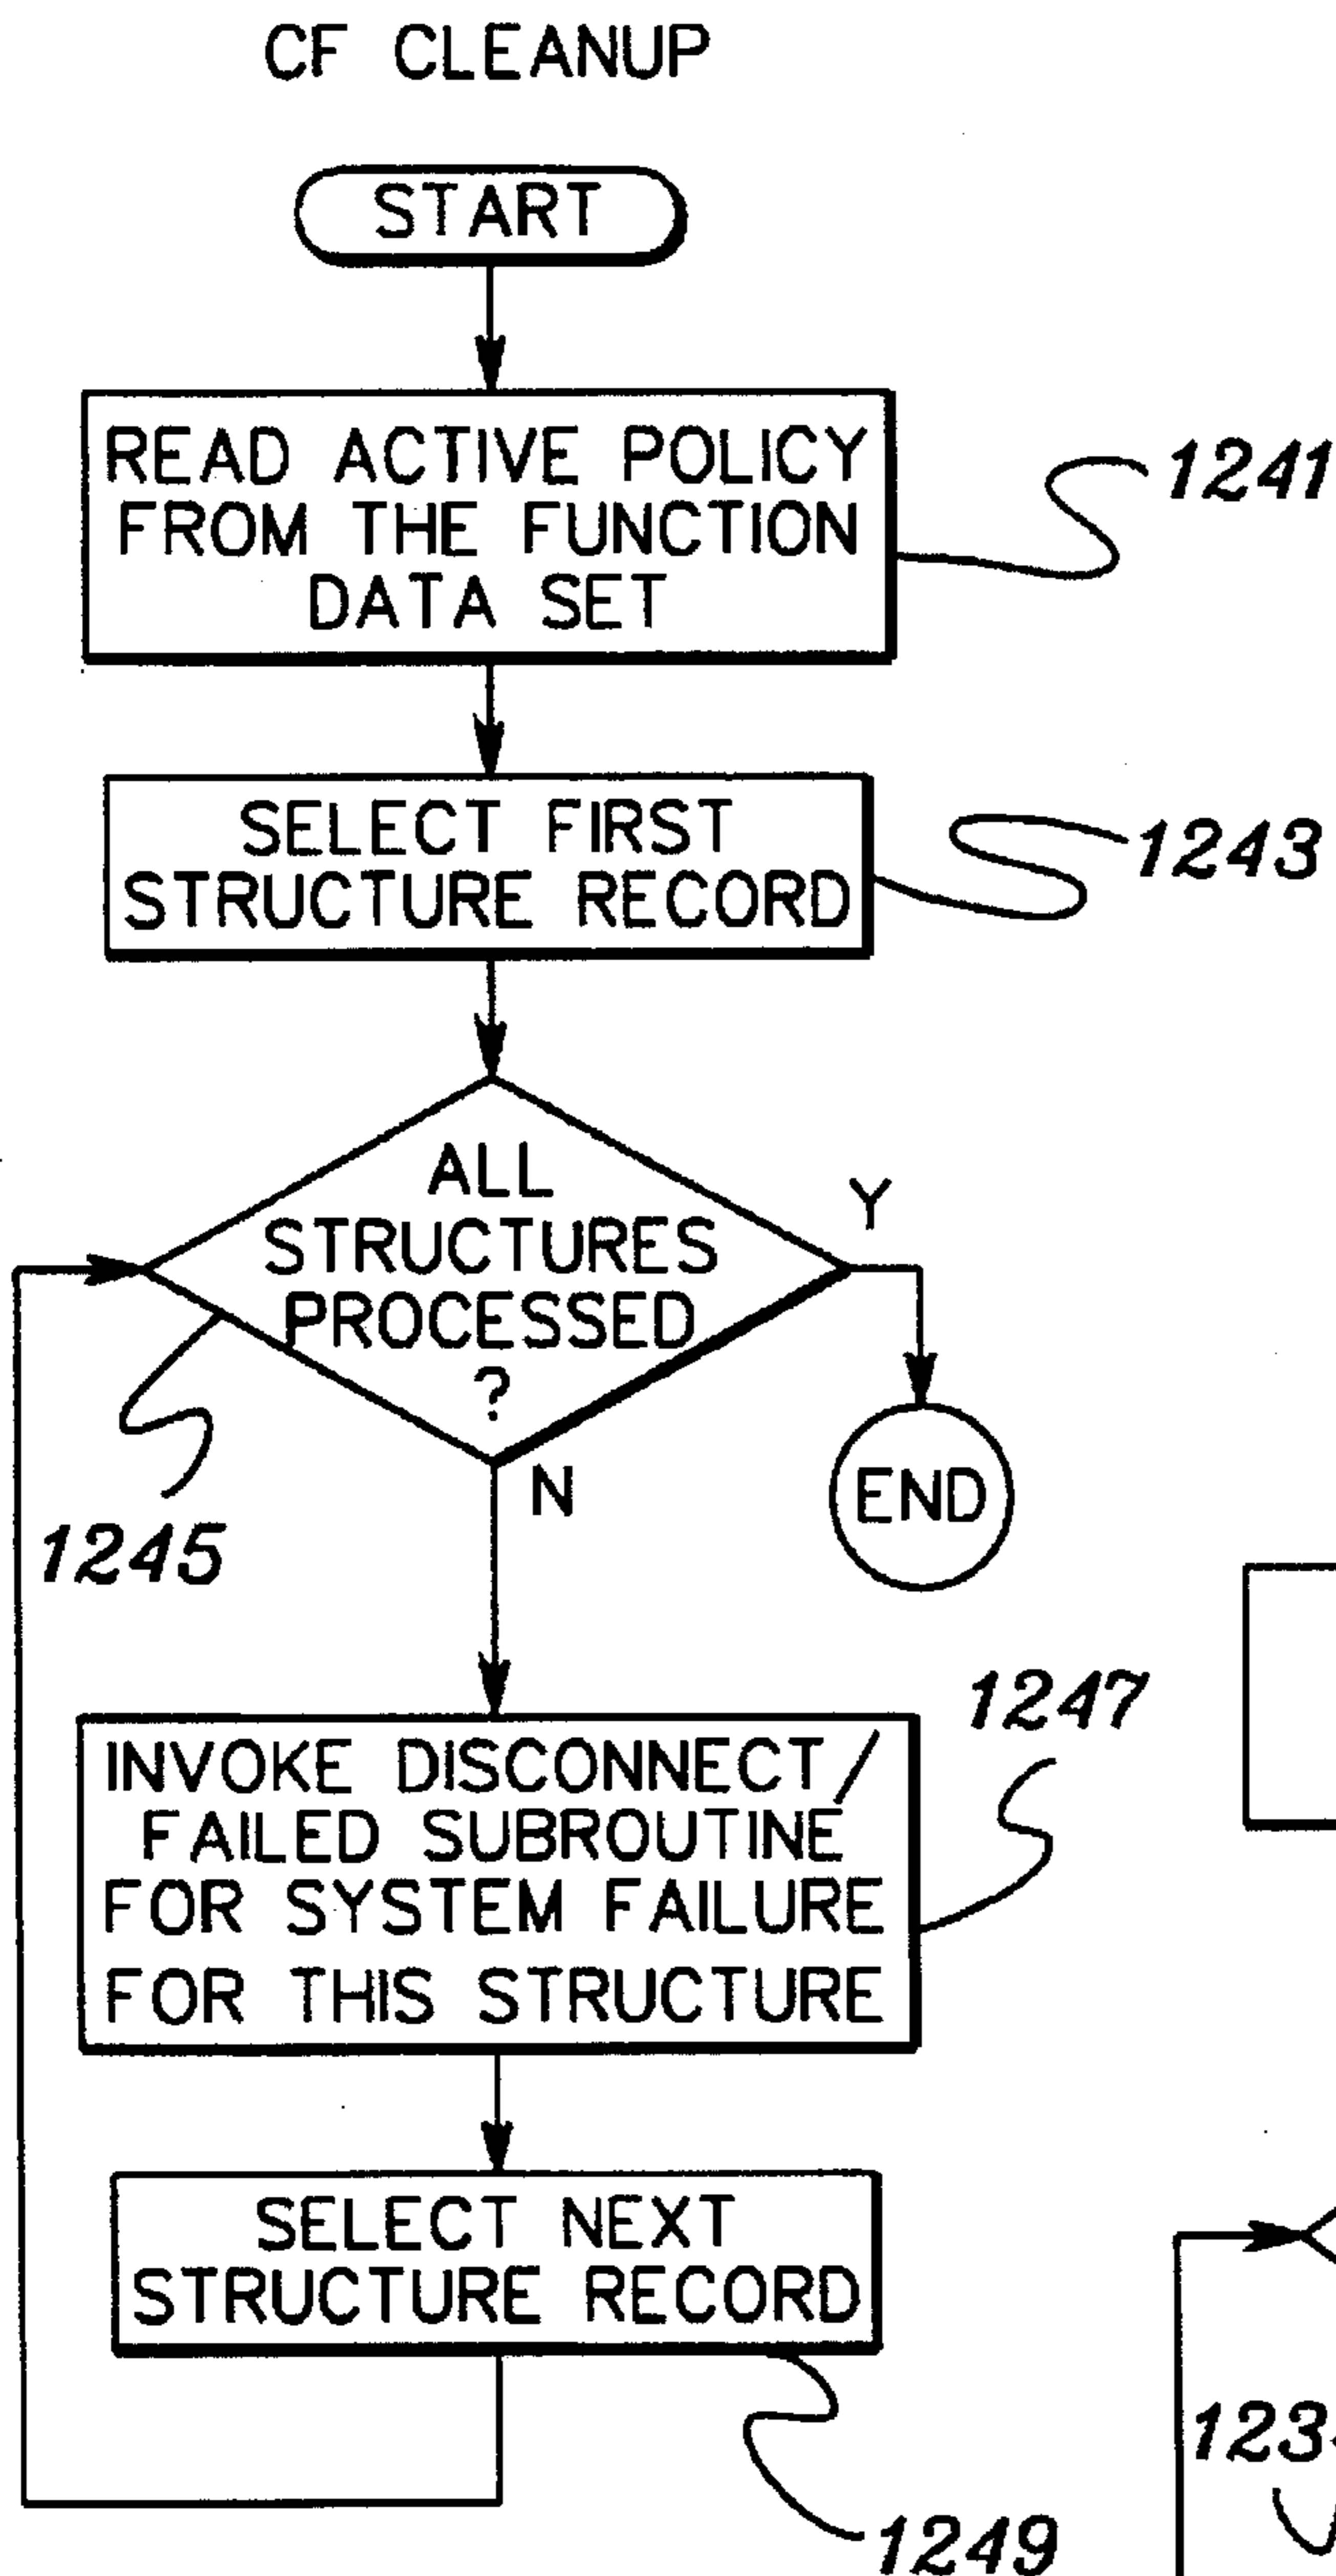 CF CLEANUP
START
READ ACTIVE POLICY
FROM THE FUNCTION
DATA SET
1241
SELECT FIRST
STRUCTURE RECORD
1243
ALL
STRUCTURES
PROCESSED
?
Y
N
END
1245
INVOKE DISCONNECT/
FAILED SUBROUTINE
FOR SYSTEM FAILURE
FOR THIS STRUCTURE
1247
SELECT NEXT
STRUCTURE RECORD
1249